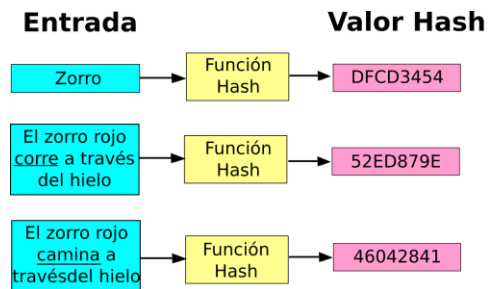 Entrada
Valor Hash
Zorro
Función
Hash
DFCD3454
El zorro rojo
corre a través
del hielo
Función
Hash
52ED879E
El zorro rojo
camina a
travésdel hielo
Función
Hash
46042841